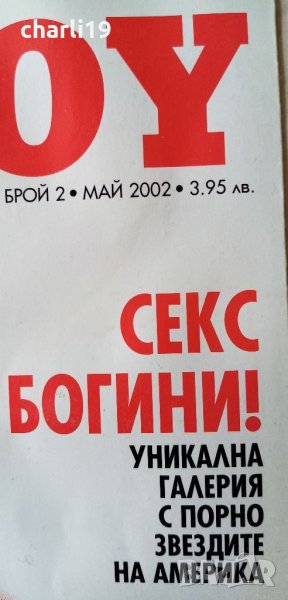 charli19
OY
БРОЙ 2 • МАЙ 2002 • 3.95 лв.
СЕКС
БОГИНИ!
УНИКАЛНА
ГАЛЕРИЯ
С ПОРНО
ЗВЕЗДИТЕ
НА АМЕРИКА